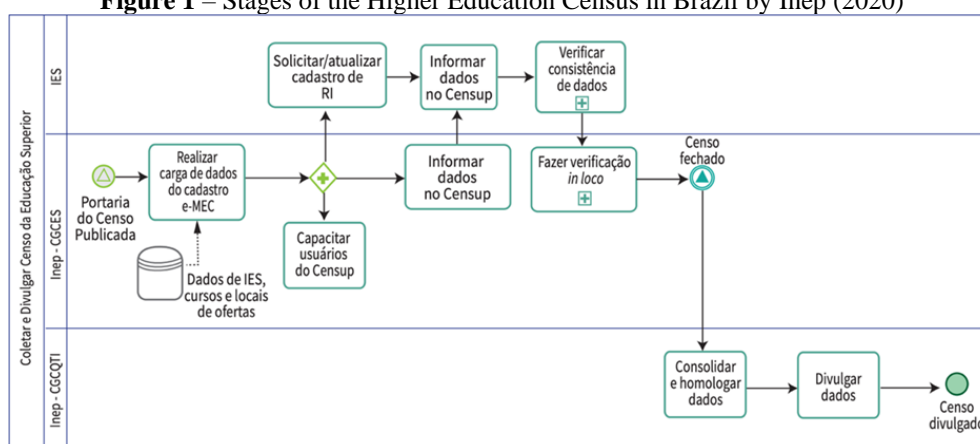 Figure 1 – Stages of the Higher Education Census in Brazil by Inep (2020)
Coletar e Divulgar Censo da Educação Superior
IES
Solicitar/atualizar
cadastro de
RI
Informar
dados
no Censup
Verificar
consistência
de dados
Inep - CGCES
Portaria
do Censo
Publicada
Realizar
carga de dados
do cadastro
e-MEC
Dados de IES,
cursos e locais
de ofertas
Capacitar
usuários
do Censup
Informar
dados
no Censup
Fazer verificação
in loco
Censo
fechado
Inep - CGCQTI
Consolidar
e homologar
dados
Divulgar
dados
Censo
divulgado